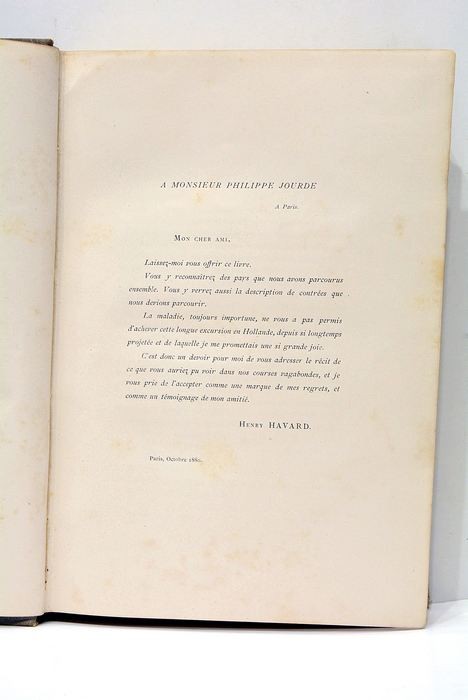 A MONSIEUR PHILIPPE JOURDE
A Paris.
MON CHER AMI,
Laissez-moi vous offrir ce livre.
Vous y reconnaîtrez des pays que nous avons parcourus
ensemble. Vous y verrez aussi la description de contrées que
nous devions parcourir.
La maladie, toujours importune, ne vous a pas permis
d'achever cette longue excursion en Hollande, depuis si longtemps
projetée et de laquelle je me promettais une si grande joie.
C'est donc un devoir pour moi de vous adresser le récit de
ce que vous auriez pu voir dans nos courses vagabondes, et je
vous prie de l'accepter comme une marque de mes regrets, et
comme un témoignage de mon amitié.
HENRY HAVARD.
Paris, Octobre 1880.